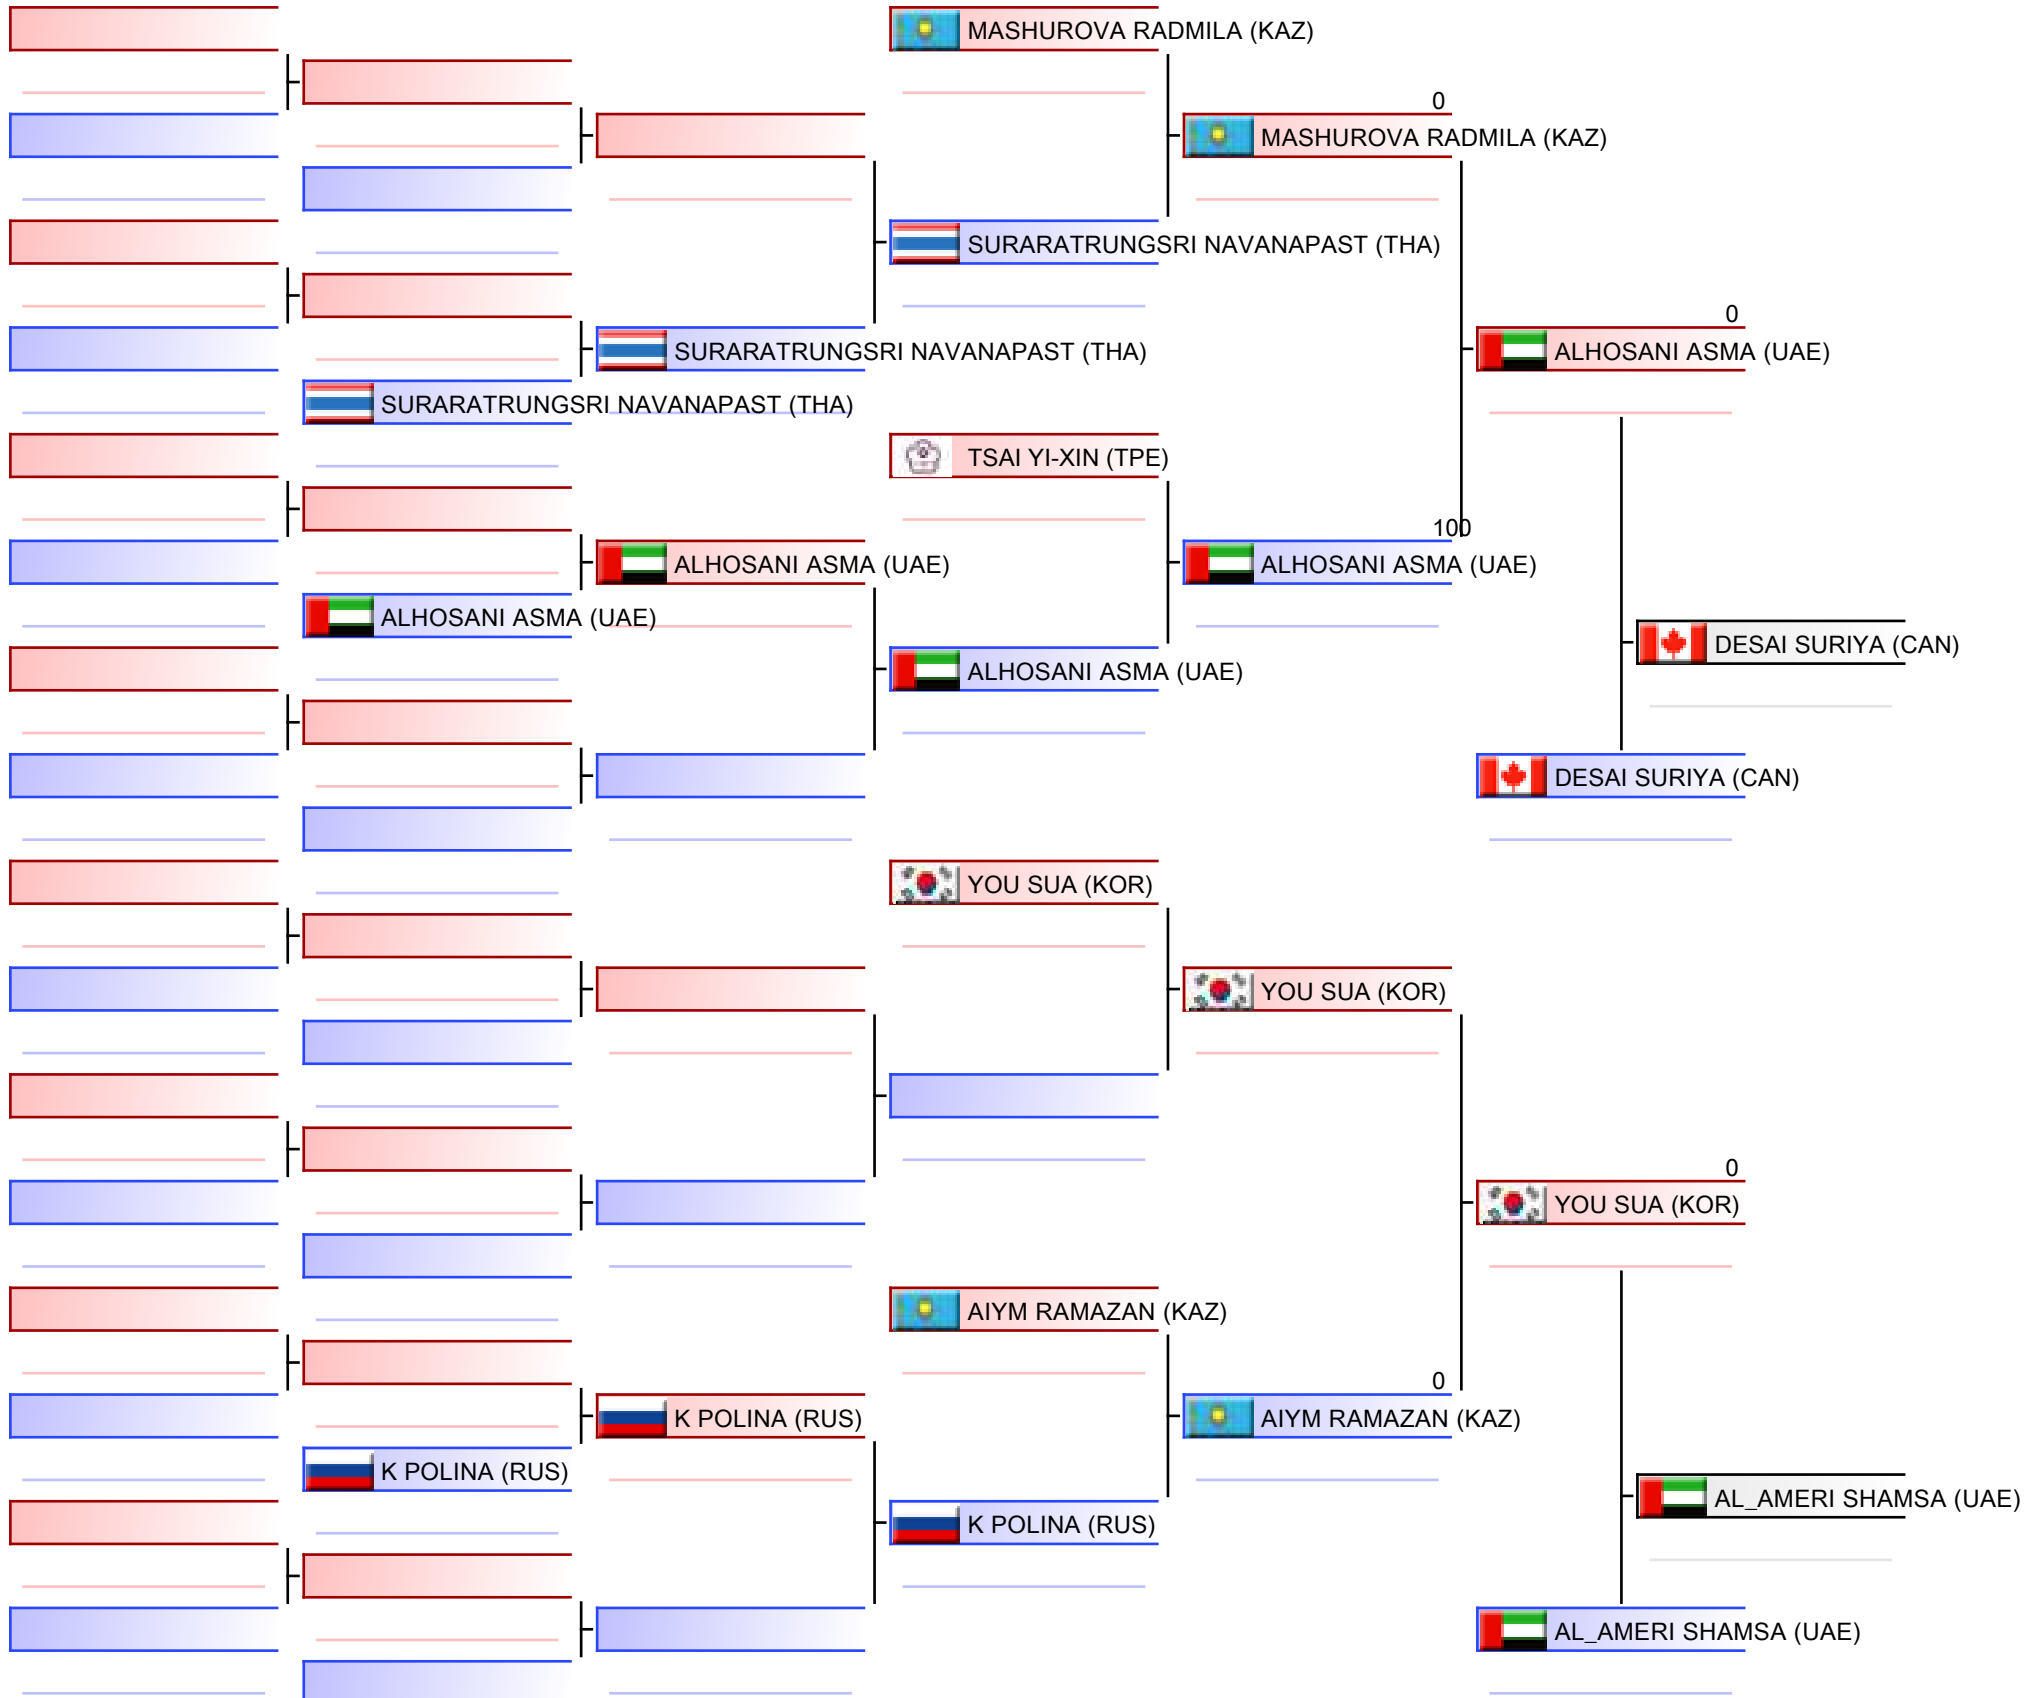 MASHUROVA RADMILA (KAZ)
0
MASHUROVA RADMILA (KAZ)
SURARATRUNGSRI NAVANAPAST (THA)
0
SURARATRUNGSRI NAVANAPAST (THA)
ALHOSANI ASMA (UAE)
SURARATRUNGSRI NAVANAPAST (THA)
TSAI YI-XIN (TPE)
100
ALHOSANI ASMA (UAE)
ALHOSANI ASMA (UAE)
ALHOSANI ASMA (UAE)
DESAI SURIYA (CAN)
ALHOSANI ASMA (UAE)
DESAI SURIYA (CAN)
YOU SUA (KOR)
YOU SUA (KOR)
0
YOU SUA (KOR)
AIYM RAMAZAN (KAZ)
0
K POLINA (RUS)
AIYM RAMAZAN (KAZ)
K POLINA (RUS)
AL_AMERI SHAMSA (UAE)
K POLINA (RUS)
AL_AMERI SHAMSA (UAE)